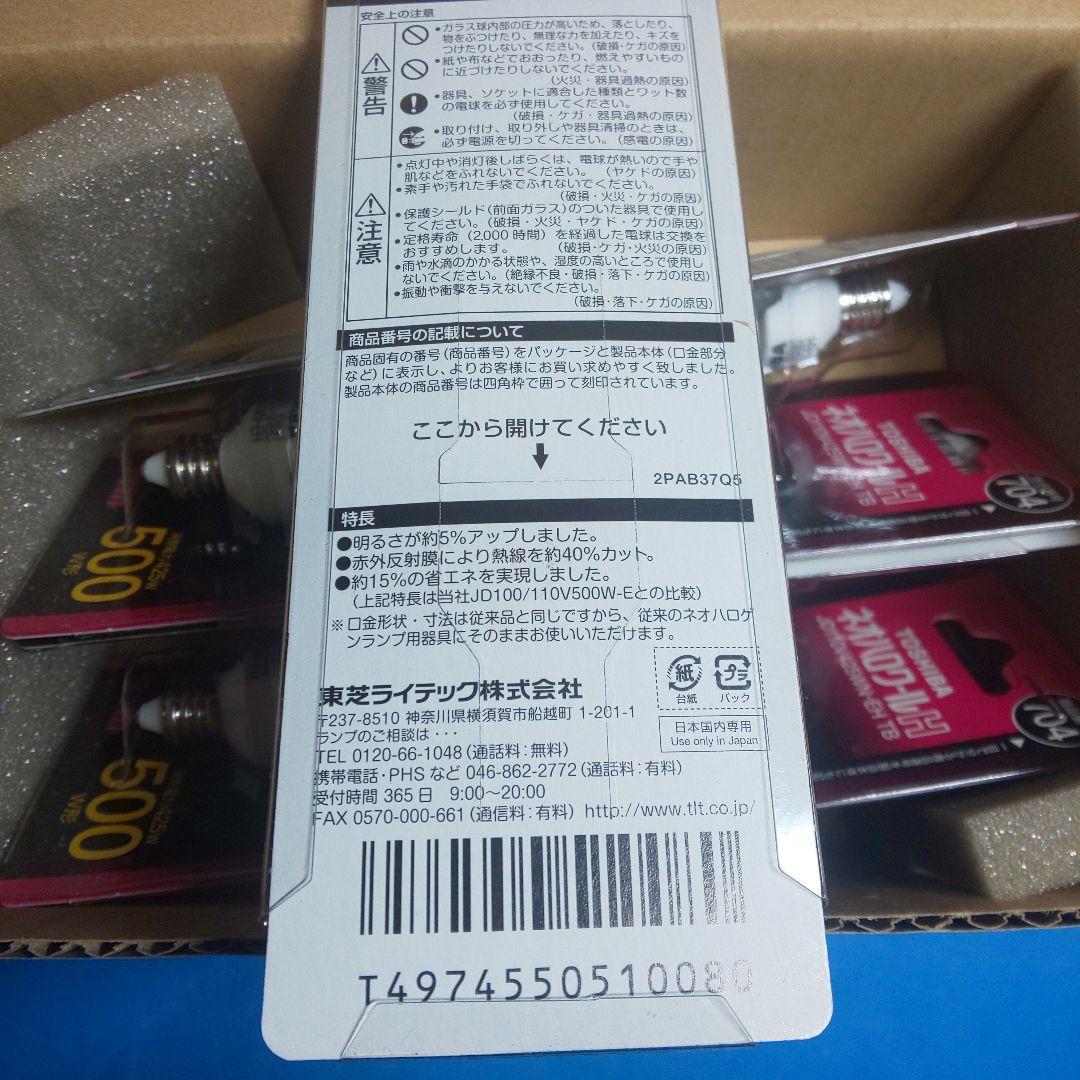 安全上の注意
警告
•ガラス球内部の圧力が高いため、落としたり、
物をぶつけたり、無理な力を加えたり、キズを
つけたりしないでください。(破損・ケガの原因)
•紙や布などでおおったり、燃えやすいもの
に近づけたりしないでください。
(火災・器具過熱の原因)
•器具、ソケットに適合した種類とワット数
の電球を必ず使用してください。
(破損・ケガ・器具過熱の原因)
•取り付け、取り外しや器具清掃のときは、
必ず電源を切ってください。(感電の原因)
注意
•点灯中や消灯後しばらくは、電球が熱いので手や
肌などをふれないでください。 (ヤケドの原因)
•素手や汚れた手袋でふれないでください。
(破損・火災・ケガの原因)
•保護シールド(前面ガラス)のついた器具で使用し
てください。(破損・火災・ヤケド・ケガの原因)
•定格寿命(2,000時間)を経過した電球は交換を
おすすめします。 (破損・ケガ・火災の原因)
•雨や水滴のかかる状態や、湿度の高いところで使用し
ないでください。(絶縁不良・破損・落下・ケガの原因)
•振動や衝撃を与えないでください。
(破損・落下・ケガの原因)
商品番号の記載について
商品固有の番号(商品番号)をパッケージと製品本体(口金部分
など)に表示し、よりお客様にお買い求めやすく致しました。
製品本体の商品番号は四角枠で囲って刻印されています。
ここから開けてください
2PAB37Q5
特長
●明るさが約5%アップしました。
●赤外反射膜により熱線を約40%カット。
●約15%の省エネを実現しました。
(上記特長は当社JD100/110V500W-Eとの比較)
※口金形状・寸法は従来品と同じですから、従来のネオハロゲ
ンランプ用器具にそのままお使いいただけます。
紙
台紙
プラ
パック
東芝ライテック株式会社
〒237-8510 神奈川県横須賀市船越町 1-201-1
ランプのご相談は・・・
日本国内専用
Use only in Japan
TEL 0120-66-1048(通話料:無料)
携帯電話・PHS など 046-862-2772(通話料:有料)
受付時間 365日 9:00〜20:00
FAX 0570-000-661(通信料:有料) http://www.tlt.co.jp/
T4974550510080
500
W形
500
W形
TOSHIBA
ネオハロクールH
704
TOSHIBA
ネオハロクールH
704